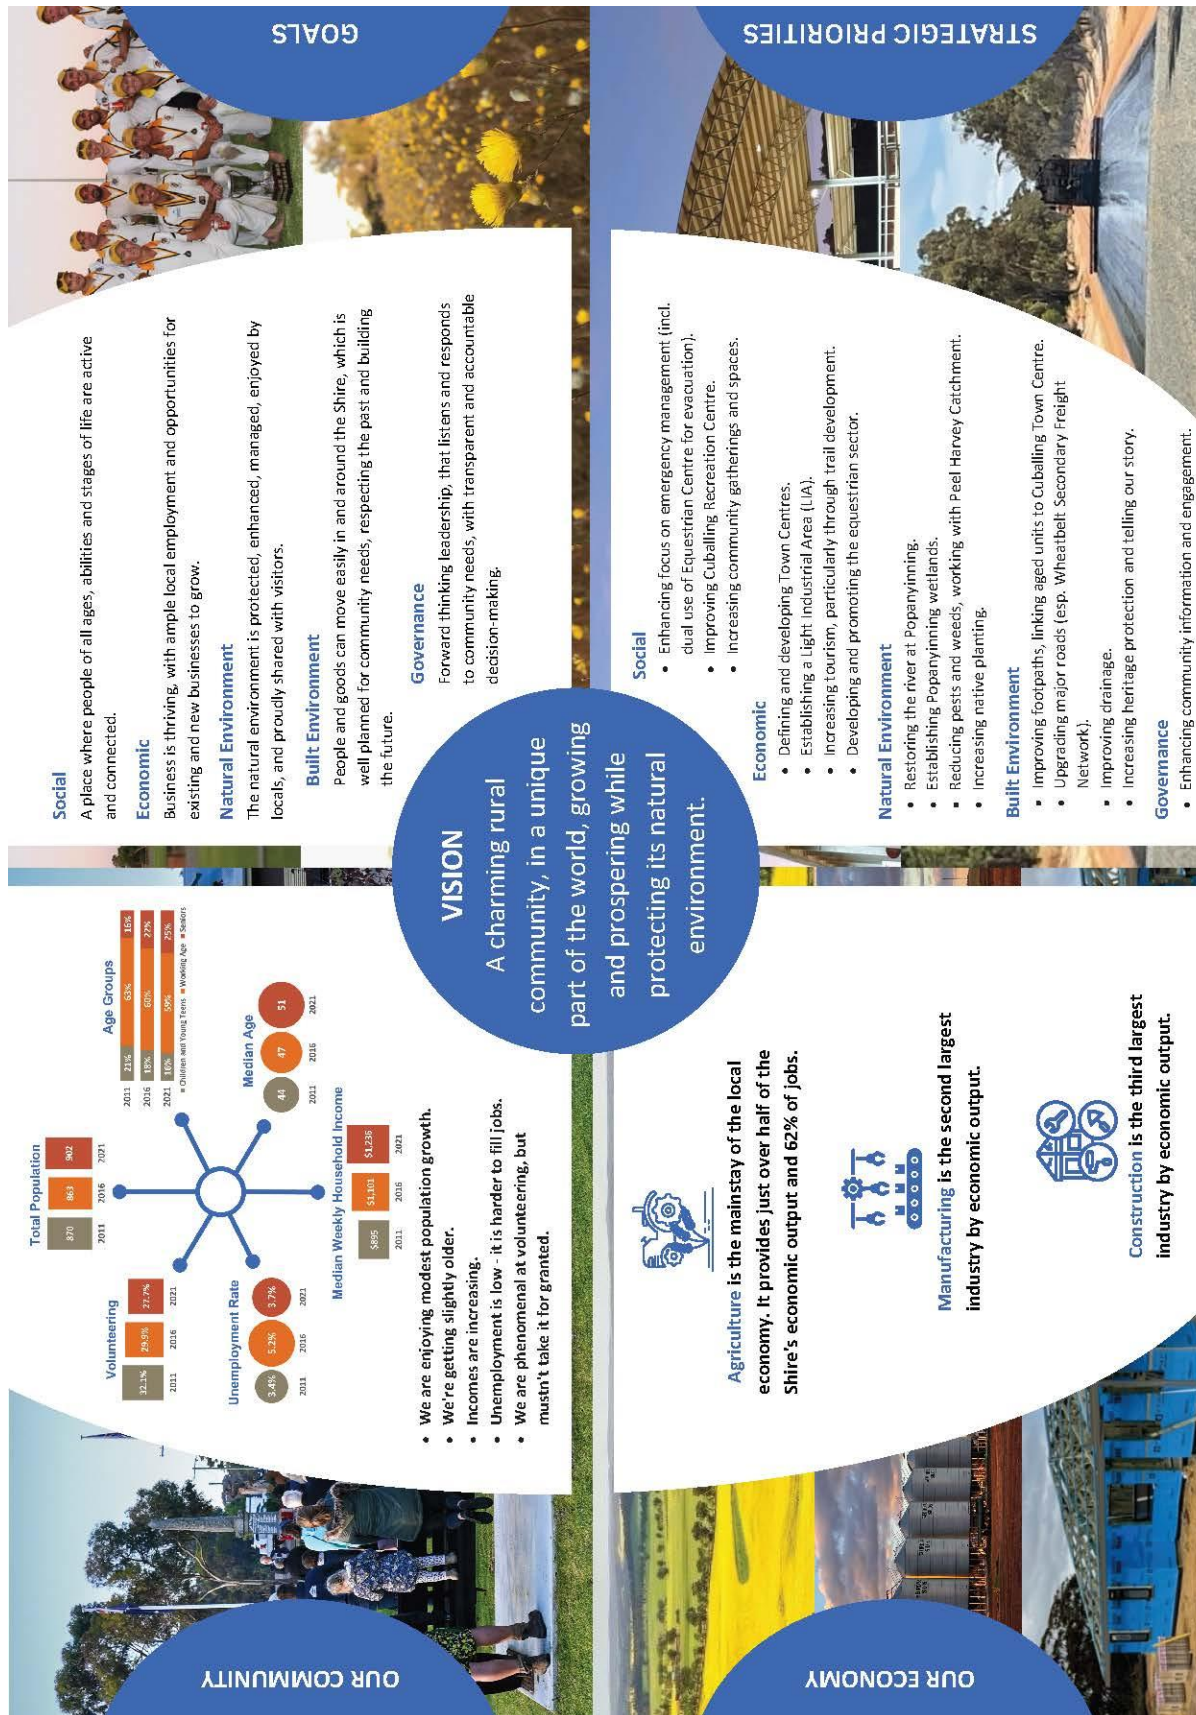 OUR COMMUNITY
Total Population
870
863
902
2011
2016
2021
Volunteering
32.1%
29.9%
27.7%
2011
2016
2021
Age Groups
2011
21%
63%
16%
2016
18%
60%
22%
2021
16%
59%
25%
Children and Young Teens
Working Age
Seniors
Unemployment Rate
3.4%
5.2%
3.7%
2011
2016
2021
Median Age
44
47
51
2011
2016
2021
Median Weekly Household Income
$895
$1,101
$1,236
2011
2016
2021
• We are enjoying modest population growth.
• We're getting slightly older.
• Incomes are increasing.
• Unemployment is low - it is harder to fill jobs.
• We are phenomenal at volunteering, but
mustn't take it for granted.
GOALS
Social
A place where people of all ages, abilities and stages of life are active
and connected.
Economic
Business is thriving, with ample local employment and opportunities for
existing and new businesses to grow.
Natural Environment
The natural environment is protected, enhanced, managed, enjoyed by
locals, and proudly shared with visitors.
Built Environment
People and goods can move easily in and around the Shire, which is
well planned for community needs, respecting the past and building
the future.
Governance
Forward thinking leadership, that listens and responds
to community needs, with transparent and accountable
decision-making.
VISION
A charming rural
community, in a unique
part of the world, growing
and prospering while
protecting its natural
environment.
OUR ECONOMY
Agriculture is the mainstay of the local
economy. It provides just over half of the
Shire's economic output and 62% of jobs.
Manufacturing is the second largest
industry by economic output.
Construction is the third largest
industry by economic output.
STRATEGIC PRIORITIES
Social
• Enhancing focus on emergency management (incl.
dual use of Equestrian Centre for evacuation).
• Improving Cuballing Recreation Centre.
• Increasing community gatherings and spaces.
Economic
• Defining and developing Town Centres.
• Establishing a Light Industrial Area (LIA).
• Increasing tourism, particularly through trail development.
• Developing and promoting the equestrian sector.
Natural Environment
• Restoring the river at Popanyinning.
• Establishing Popanyinning wetlands.
• Reducing pests and weeds, working with Peel Harvey Catchment.
• Increasing native planting.
Built Environment
• Improving footpaths, linking aged units to Cuballing Town Centre.
• Upgrading major roads (esp. Wheatbelt Secondary Freight
Network).
• Improving drainage.
• Increasing heritage protection and telling our story.
Governance
• Enhancing community information and engagement.